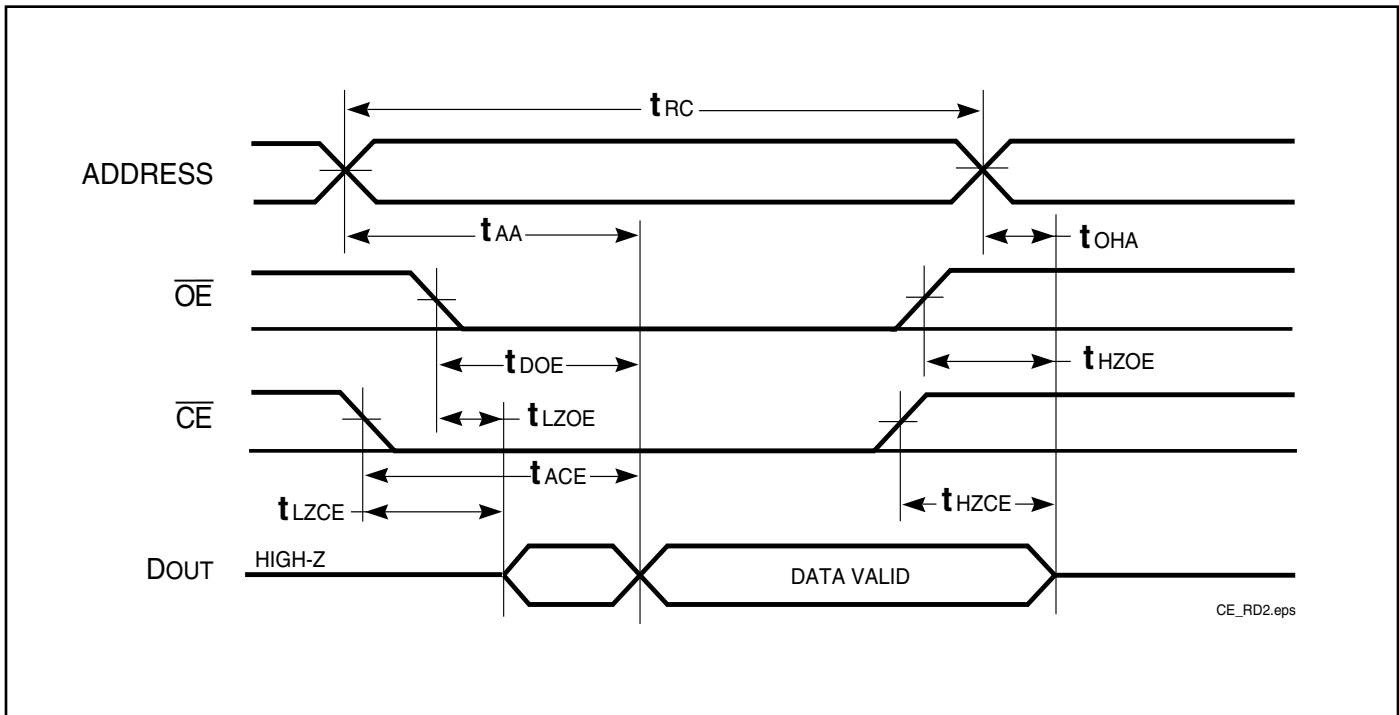 tRC
ADDRESS
tAA
tOHA
OE
tDOE
tHZOE
CE
tLZOE
tACE
tLZCE
tHZCE
DOUT
HIGH-Z
DATA VALID
CE_RD2.eps